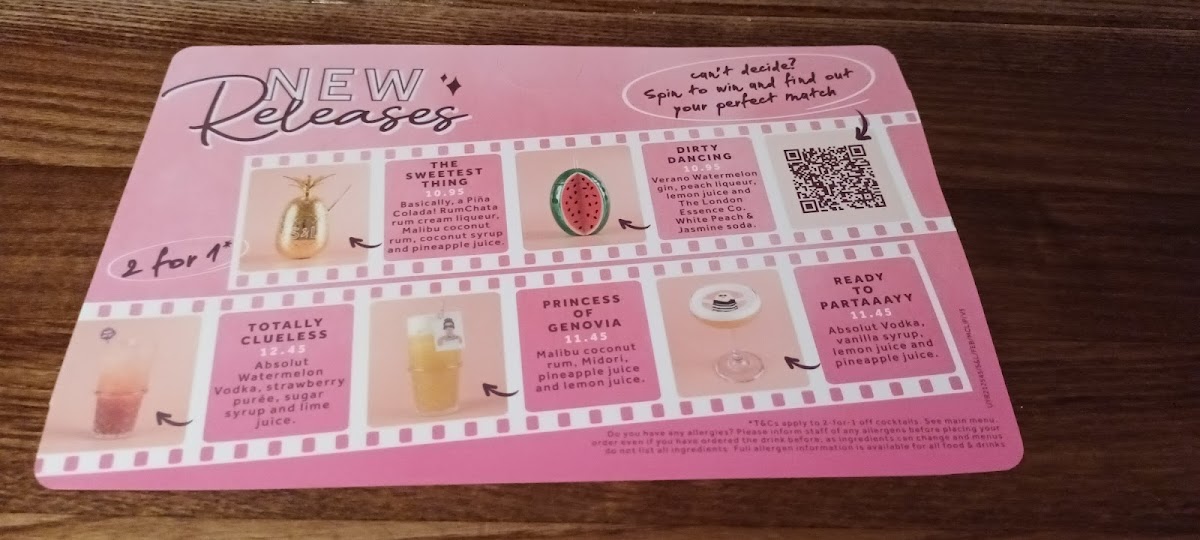 NEW
Releases
can't decide?
Spin to win and find out
your perfect match
2 for 1*
S&L
THE
SWEETEST
THING
10.95
Basically, a Piña
Colada! RumChata
rum cream liqueur,
Malibu coconut
rum, coconut syrup
and pineapple juice.
DIRTY
DANCING
10.95
Verano Watermelon
gin, peach liqueur,
lemon juice and
The London
Essence Co.
White Peach &
Jasmine soda.
TOTALLY
CLUELESS
12.45
Absolut
Watermelon
Vodka, strawberry
purée, sugar
syrup and lime
juice.
PRINCESS
OF
GENOVIA
11.45
Malibu coconut
rum, Midori,
pineapple juice
and lemon juice.
READY
TO
PARTAAAYY
11.45
Absolut Vodka,
vanilla syrup,
lemon juice and
pineapple juice.
*T&Cs apply to 2-for-1 off cocktails. See main menu.
Do you have any allergies? Please inform staff of any allergens before placing your
order even if you have ordered the drink before, as ingredients can change and menus
do not list all ingredients. Full allergen information is available for all food & drinks